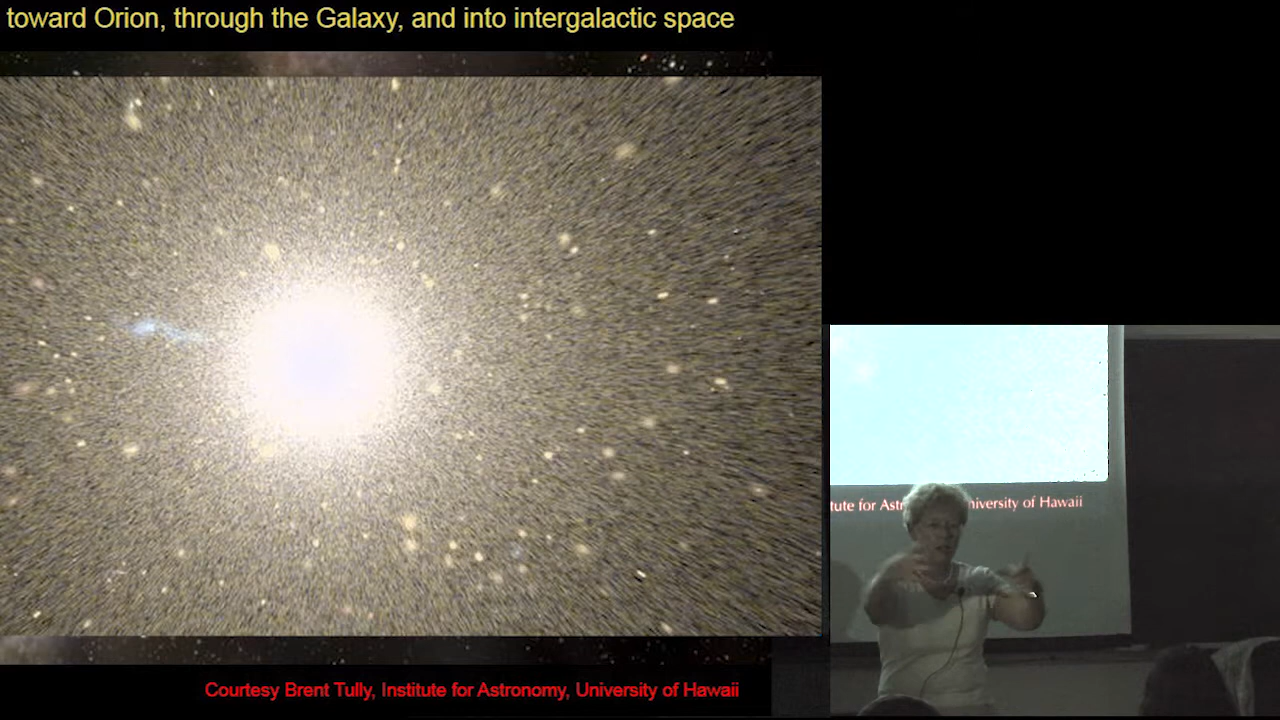 toward Orion, through the Galaxy, and into intergalactic space
tute for Astr niversity of Hawaii
Courtesy Brent Tully, Institute for Astronomy, University of Hawaii